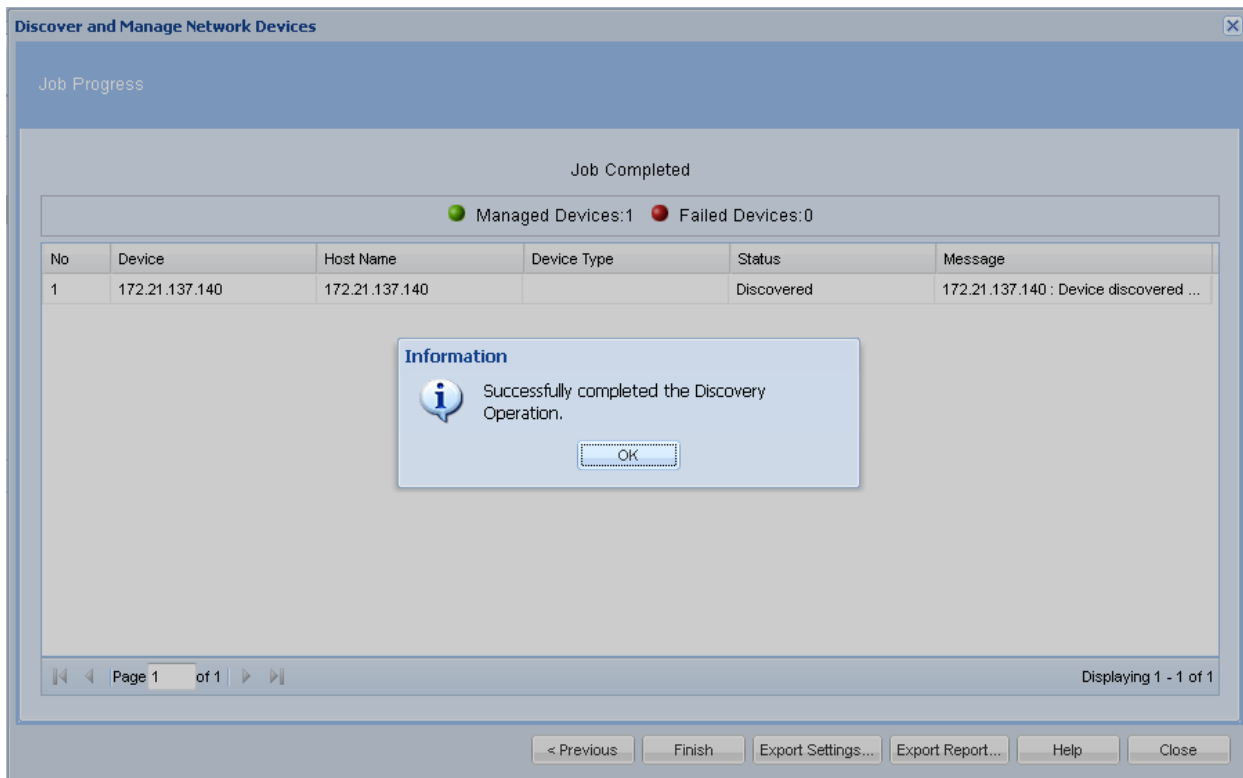 Discover and Manage Network Devices
Job Progress
Job Completed
Managed Devices:1 Failed Devices:0
No Device Host Name Device Type Status Message
1 172.21.137.140 172.21.137.140 Discovered 172.21.137.140 : Device discovered ...
Information
Successfully completed the Discovery
Operation.
OK
Page 1 of 1 Displaying 1 - 1 of 1
< Previous Finish Export Settings... Export Report... Help Close